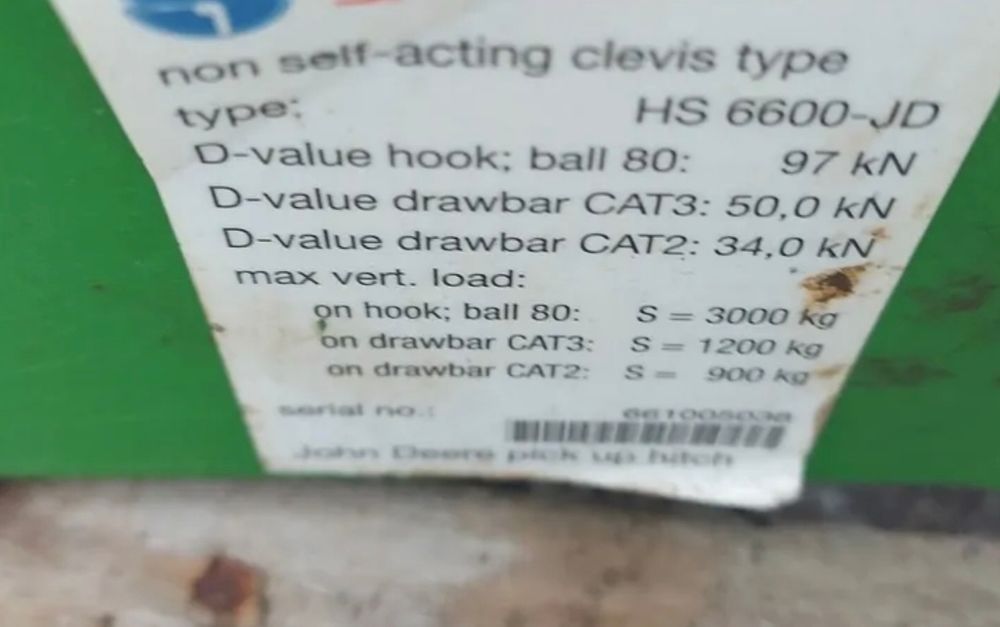 non self-acting clevis type
type: HS 6600-JD
D-value hook; ball 80: 97 kN
D-value drawbar CAT3: 50,0 kN
D-value drawbar CAT2: 34,0 kN
max vert. load:
on hook; ball 80: S = 3000 kg
on drawbar CAT3: S = 1200 kg
on drawbar CAT2: S = 900 kg
serial no.:
John Deere pick up hitch